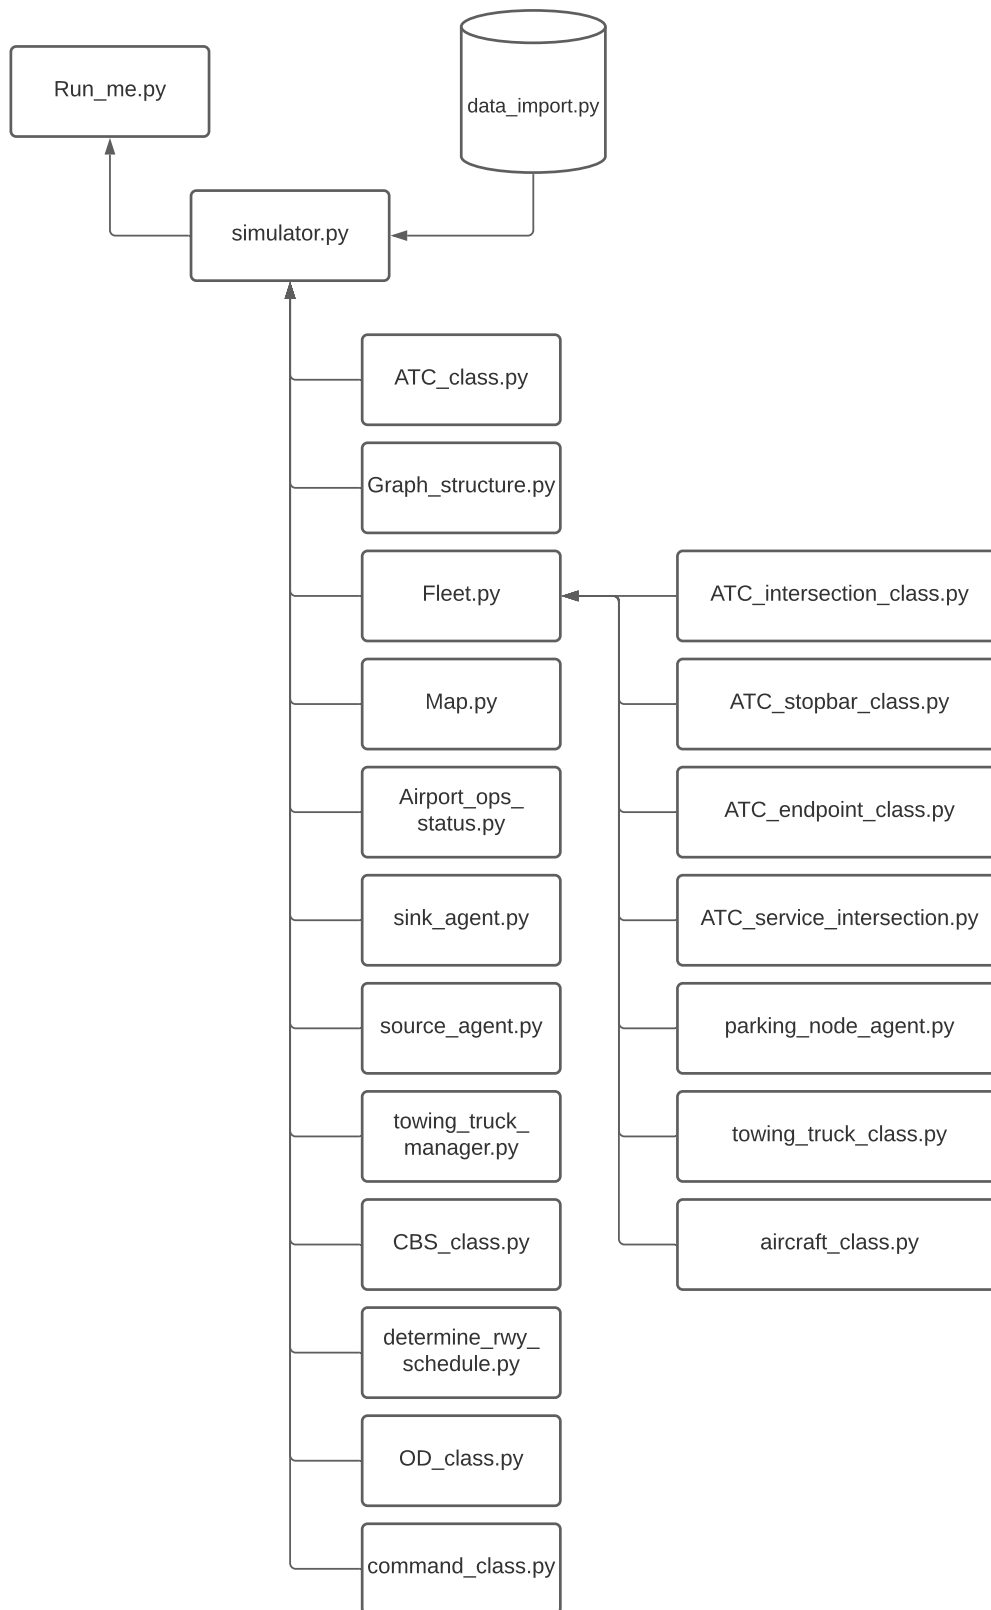 Run_me.py
data_import.py
simulator.py
ATC_class.py
Graph_structure.py
Fleet.py
ATC_intersection_class.py
Map.py
ATC_stopbar_class.py
Airport_ops_
status.py
ATC_endpoint_class.py
sink_agent.py
ATC_service_intersection.py
source_agent.py
parking_node_agent.py
towing_truck_
manager.py
towing_truck_class.py
CBS_class.py
aircraft_class.py
determine_rwy_
schedule.py
OD_class.py
command_class.py